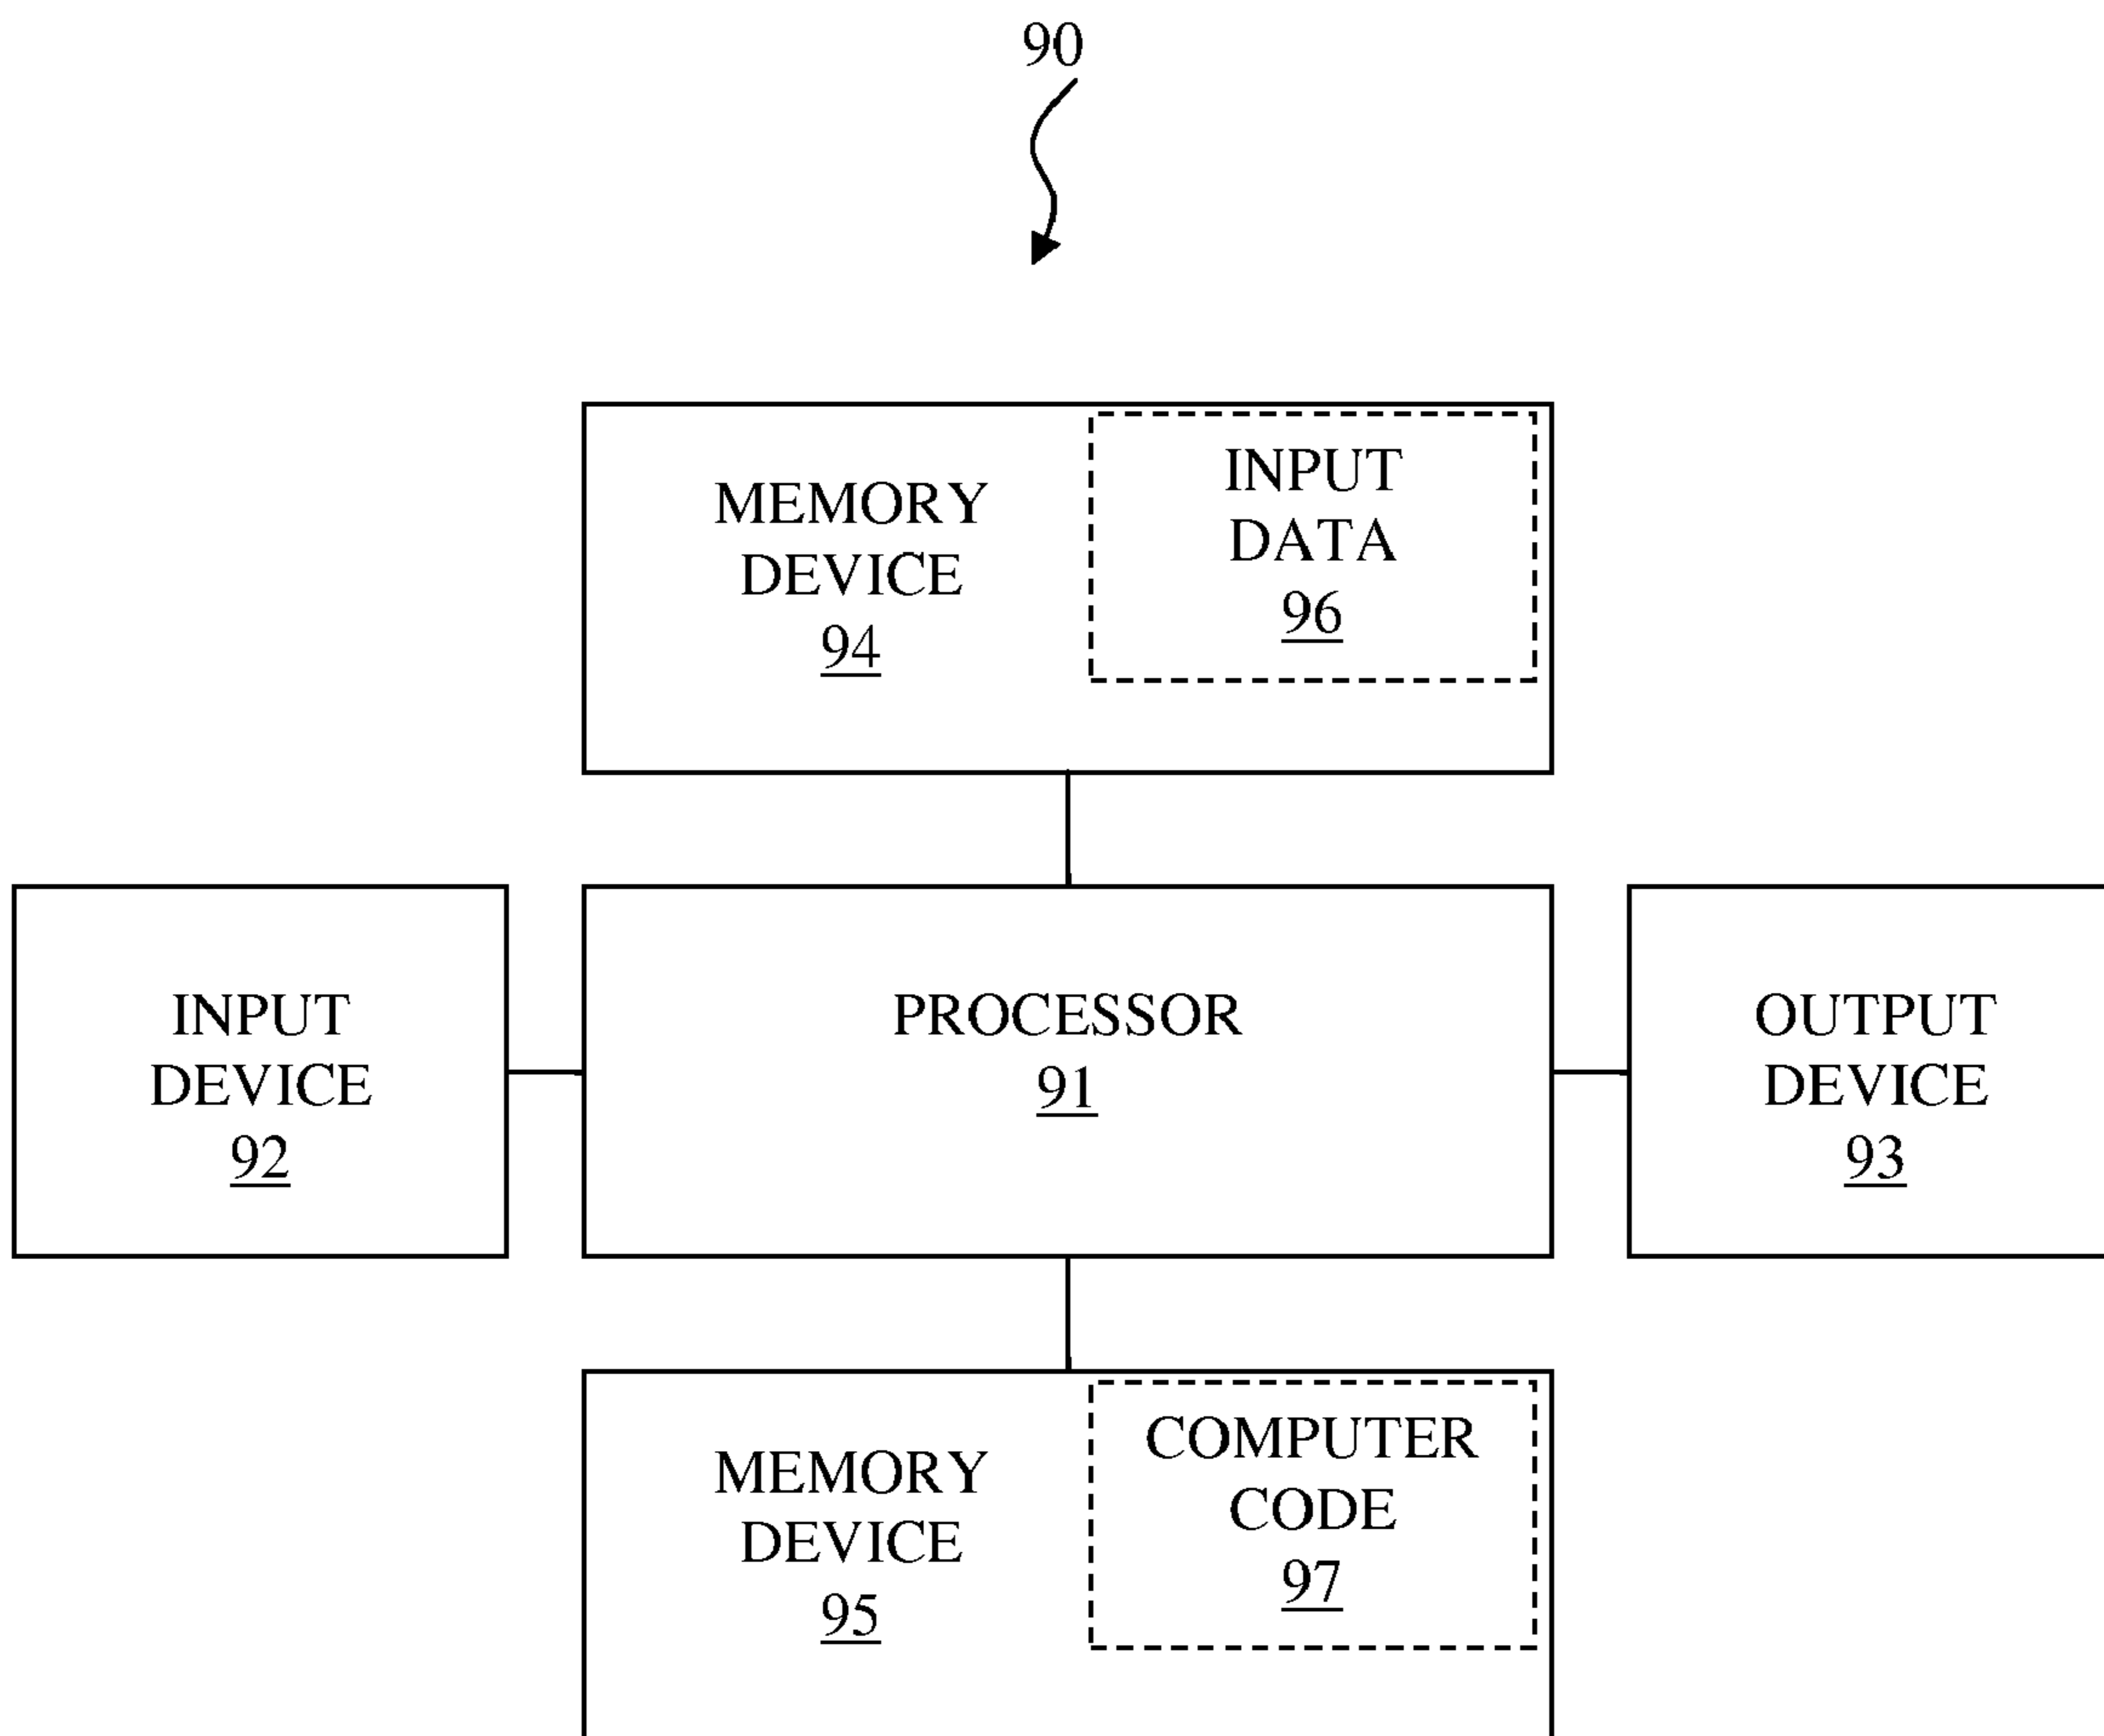 90
MEMORY
DEVICE
94
INPUT
DATA
96
INPUT
DEVICE
92
PROCESSOR
91
OUTPUT
DEVICE
93
MEMORY
DEVICE
95
COMPUTER
CODE
97